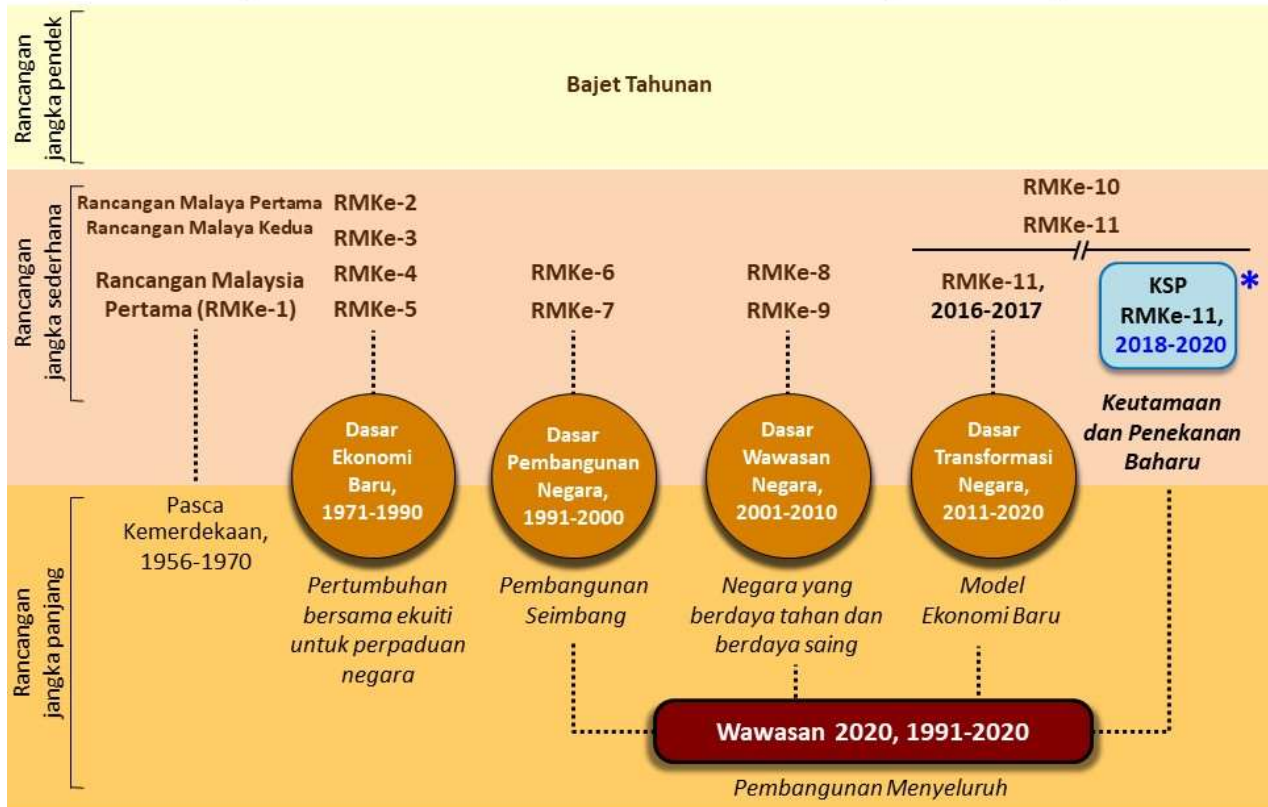 Rancangan
jangka pendek
Bajet Tahunan
Rancangan
jangka sederhana
Rancangan Malaya Pertama
Rancangan Malaya Kedua
Rancangan Malaysia
Pertama (RMKe-1)
RMKe-2
RMKe-3
RMKe-4
RMKe-5
RMKe-6
RMKe-7
RMKe-8
RMKe-9
RMKe-10
RMKe-11
RMKe-11,
2016-2017
KSP
RMKe-11,
2018-2020
*
Keutamaan
dan Penekanan
Baharu
Dasar
Ekonomi
Baru,
1971-1990
Dasar
Pembangunan
Negara,
1991-2000
Dasar
Wawasan
Negara,
2001-2010
Dasar
Transformasi
Negara,
2011-2020
Rancangan
jangka panjang
Pasca
Kemerdekaan,
1956-1970
Pertumbuhan
bersama ekuiti
untuk perpaduan
negara
Pembangunan
Seimbang
Negara yang
berdaya tahan dan
berdaya saing
Model
Ekonomi Baru
Wawasan 2020, 1991-2020
Pembangunan Menyeluruh